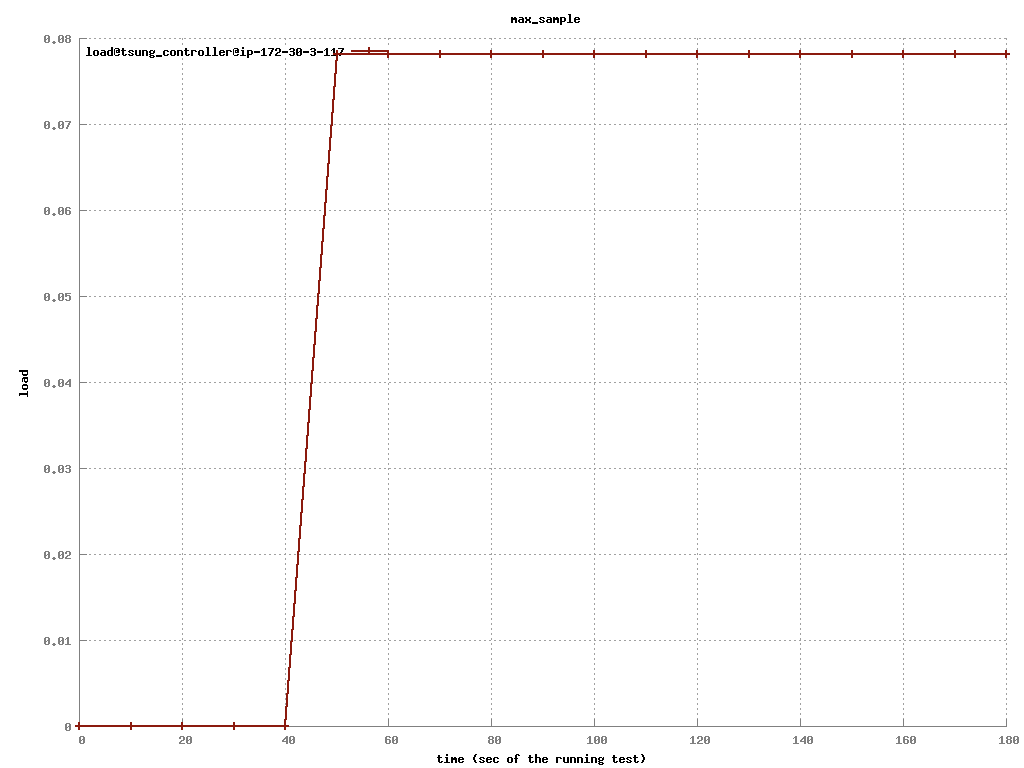 max_sample
0.08
load@tsung_controller@ip-172-30-3-117
0.07
0.06
0.05
load
0.04
0.03
0.02
0.01
0
0 20 40 60 80 100 120 140 160 180
time (sec of the running test)